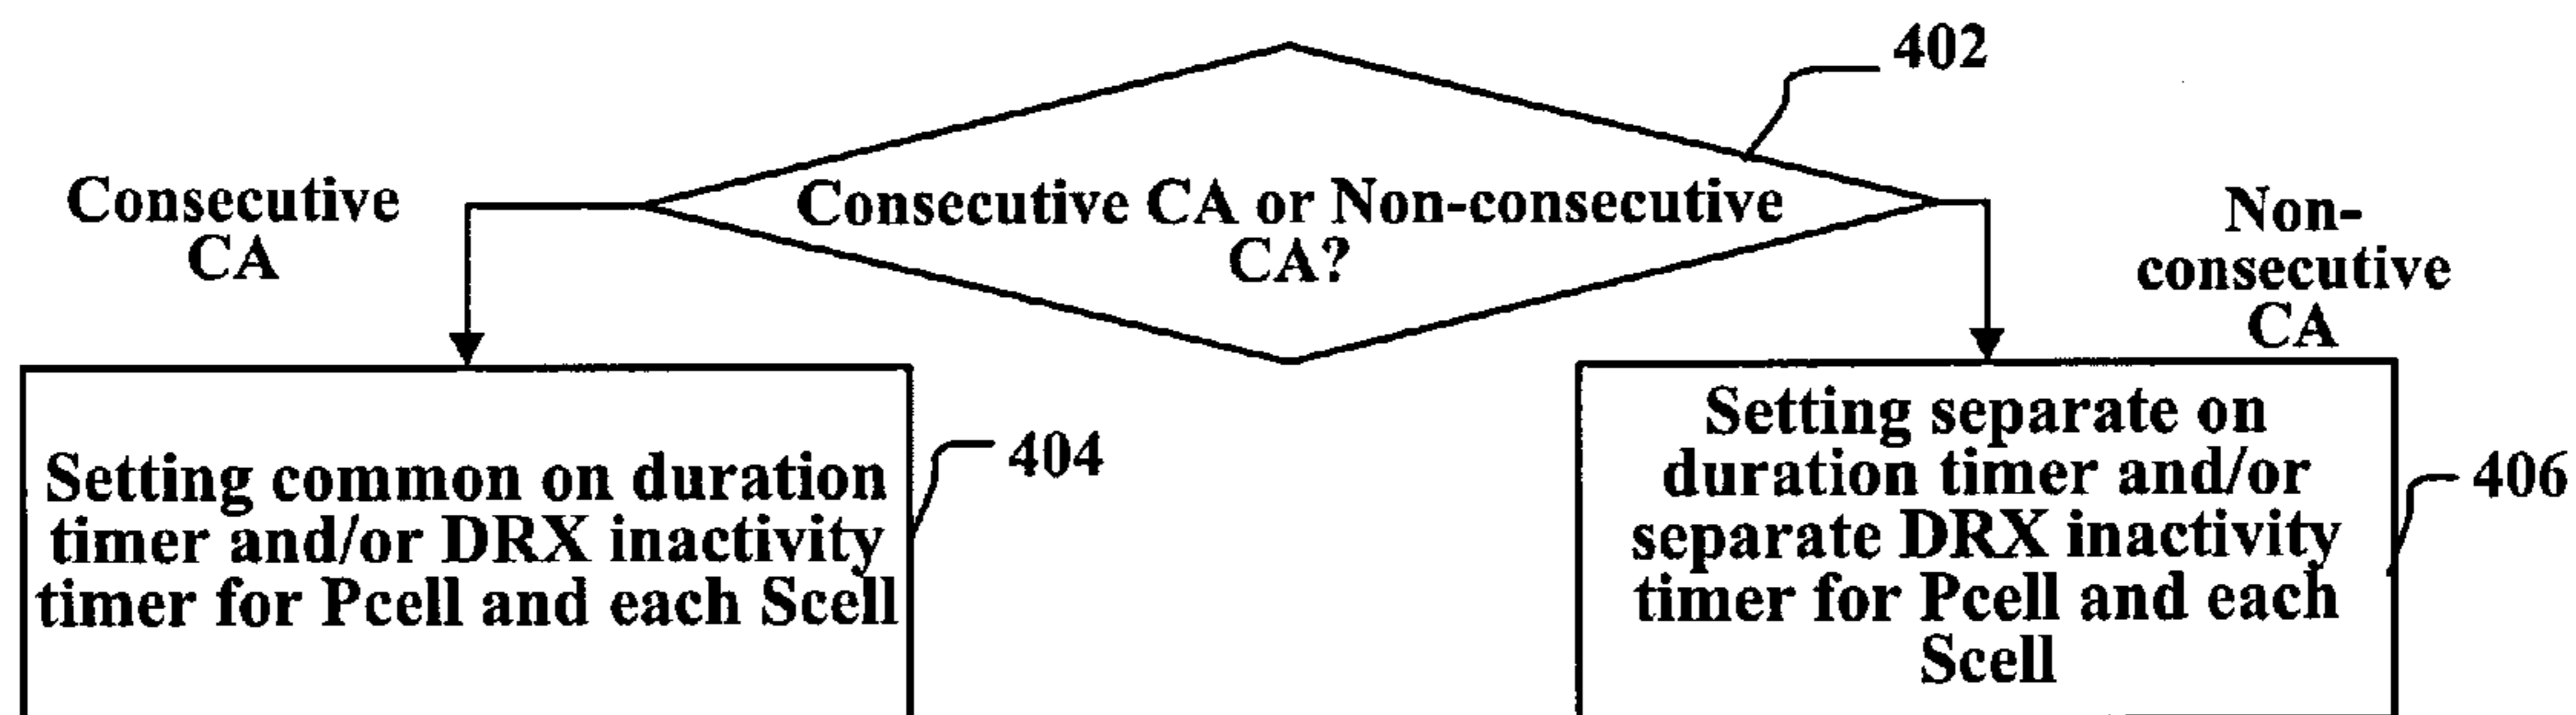 402
Consecutive CA or Non-consecutive
CA?
Consecutive
CA
Non-
consecutive
CA
Setting common on duration
timer and/or DRX inactivity
timer for Pcell and each Scell
404
Setting separate on
duration timer and/or
separate DRX inactivity
timer for Pcell and each
Scell
406